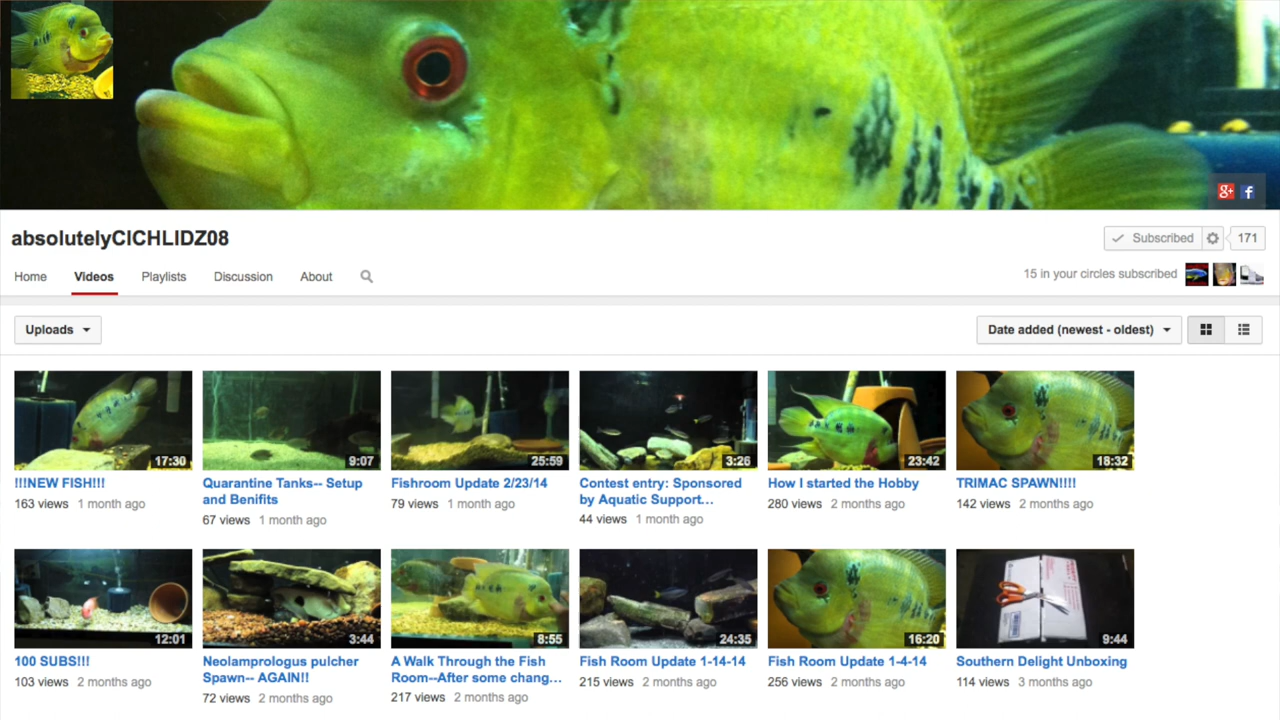 g+ f
absolutelyCICHLIDZ08
Subscribed 171
Home Videos Playlists Discussion About
15 in your circles subscribed
Uploads
Date added (newest - oldest)
17:30
9:07
25:59
3:26
23:42
18:32
!!!NEW FISH!!!
163 views 1 month ago
Quarantine Tanks-- Setup
and Benifits
67 views 1 month ago
Fishroom Update 2/23/14
79 views 1 month ago
Contest entry: Sponsored
by Aquatic Support...
44 views 1 month ago
How I started the Hobby
280 views 2 months ago
TRIMAC SPAWN!!!!
142 views 2 months ago
12:01
3:44
8:55
24:35
16:20
9:44
100 SUBS!!!
103 views 2 months ago
Neolamprologus pulcher
Spawn-- AGAIN!!
72 views 2 months ago
A Walk Through the Fish
Room--After some chang...
217 views 2 months ago
Fish Room Update 1-14-14
215 views 2 months ago
Fish Room Update 1-4-14
256 views 2 months ago
Southern Delight Unboxing
114 views 3 months ago